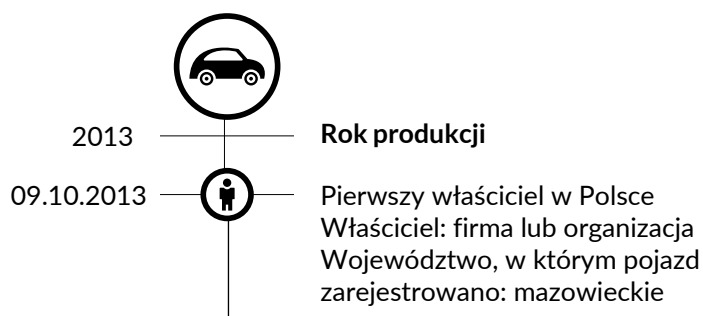 2013
Rok produkcji
09.10.2013
Pierwszy właściciel w Polsce
Właściciel: firma lub organizacja
Województwo, w którym pojazd
zarejestrowano: mazowieckie